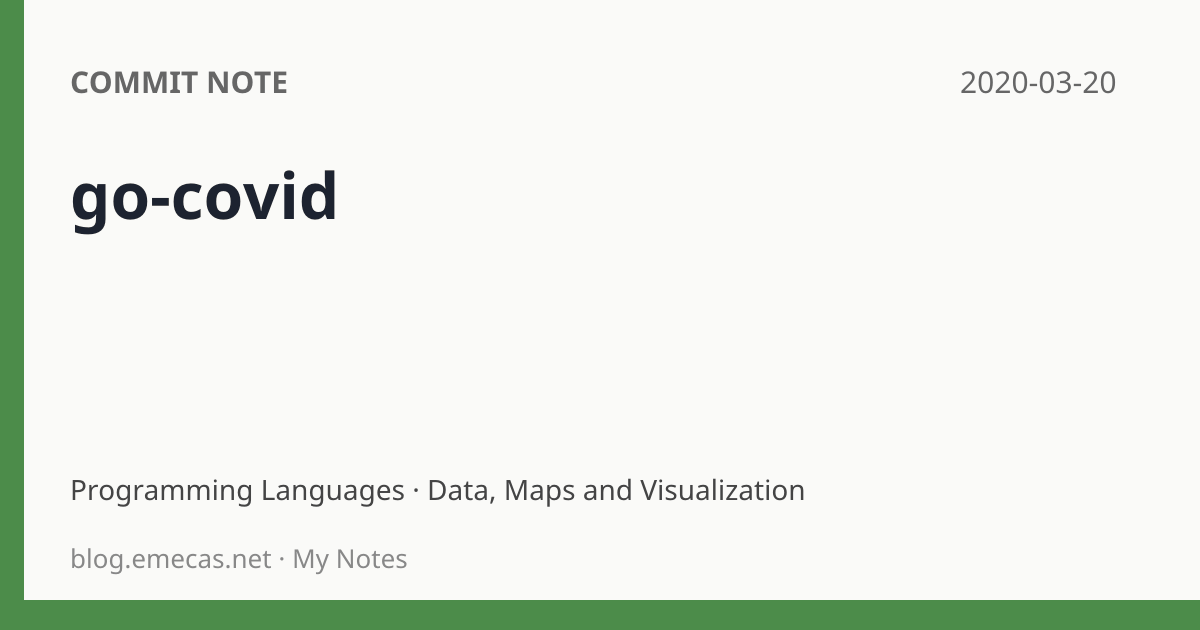 COMMIT NOTE 2020-03-20
go-covid
Programming Languages · Data, Maps and Visualization
blog.emecas.net · My Notes